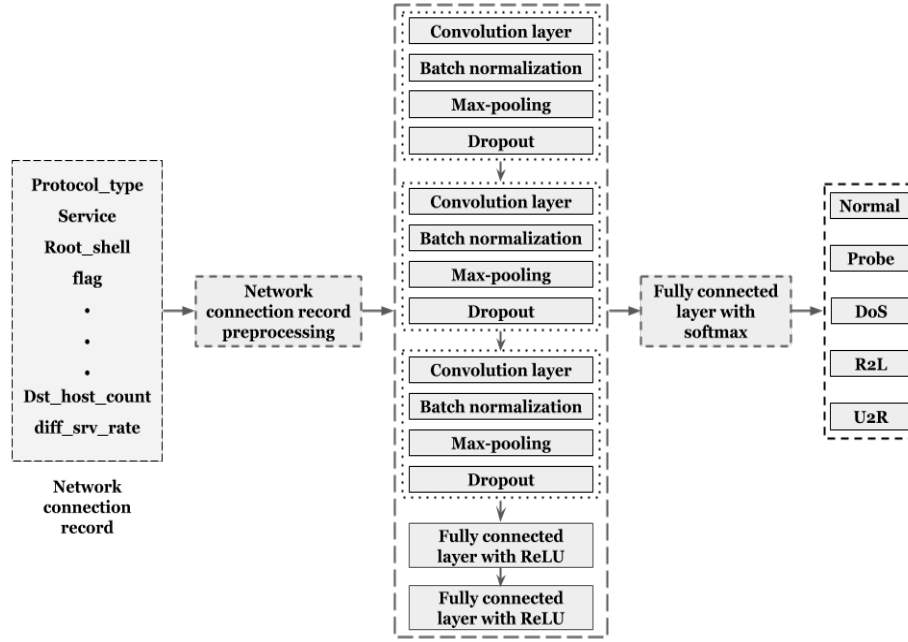 Protocol_type
Service
Root_shell
flag
Dst_host_count
diff_srv_rate
Network
connection
record
Network
connection record
preprocessing
Convolution layer
Batch normalization
Max-pooling
Dropout
Convolution layer
Batch normalization
Max-pooling
Dropout
Convolution layer
Batch normalization
Max-pooling
Dropout
Fully connected
layer with ReLU
Fully connected
layer with ReLU
Fully connected
layer with
softmax
Normal
Probe
DoS
R2L
U2R